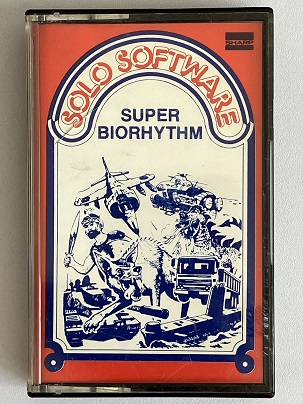 SHARP
SOLO SOFTWARE
SUPER
BIORHYTHM